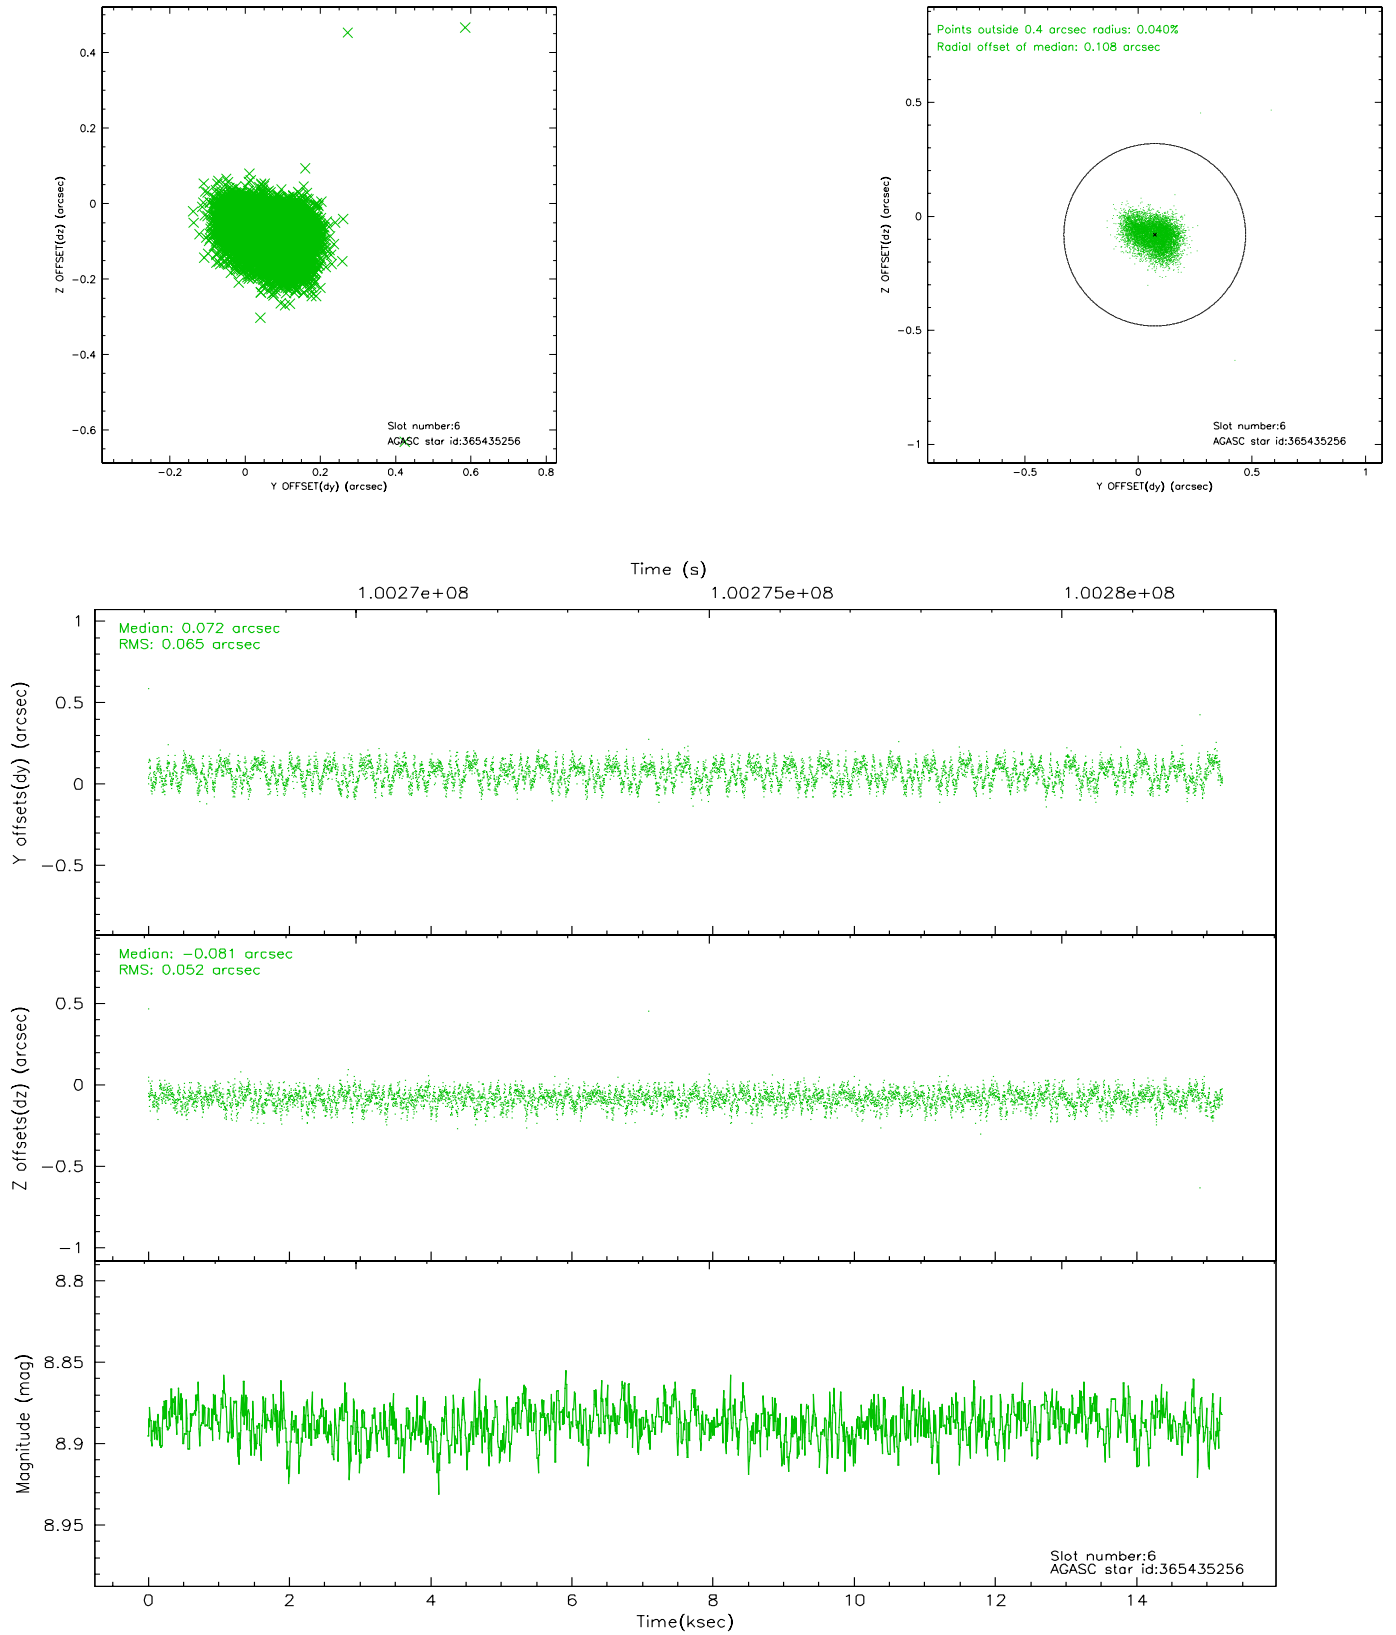 0.4
0.2
0
−0.2
−0.4
−0.6
Z OFFSET(dz) (arcsec)
Slot number:6
AGASC star id:365435256
−0.2 0 0.2 0.4 0.6 0.8
Y OFFSET(dy) (arcsec)
Points outside 0.4 arcsec radius: 0.040%
Radial offset of median: 0.108 arcsec
0.5
0
−0.5
−1
Z OFFSET(dz) (arcsec)
Slot number:6
AGASC star id:365435256
−0.5 0 0.5 1
Y OFFSET(dy) (arcsec)
Time (s)
1.0027e+08 1.00275e+08 1.0028e+08
Median: 0.072 arcsec
RMS: 0.065 arcsec
1
0.5
0
−0.5
Y offsets(dy) (arcsec)
Median: −0.081 arcsec
RMS: 0.052 arcsec
0.5
0
−0.5
−1
Z offsets(dz) (arcsec)
8.8
8.85
8.9
8.95
Magnitude (mag)
Slot number:6
AGASC star id:365435256
0 2 4 6 8 10 12 14
Time(ksec)